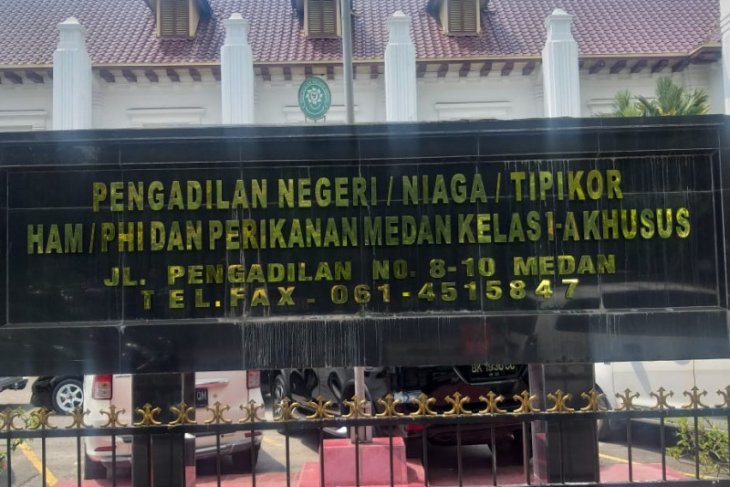 PENGADILAN NEGERI / NIAGA / TIPIKOR
HAM / PHI DAN PERIKANAN MEDAN KELAS I-A KHUSUS
JL. PENGADILAN NO. 8-10 MEDAN
TEL. FAX - 061-4515847